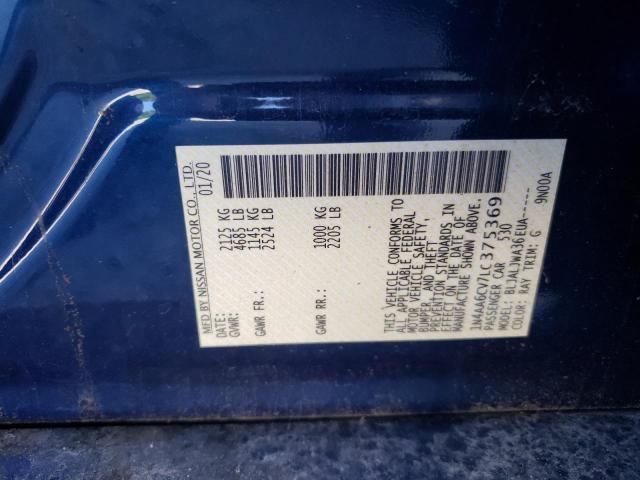 MFD BY NISSAN MOTOR CO., LTD.
DATE: 01/20
GVWR: 2125 KG
4685 LB
GAWR FR: 1145 KG
2524 LB
GAWR RR: 1000 KG
2205 LB
THIS VEHICLE CONFORMS TO
ALL APPLICABLE FEDERAL
MOTOR VEHICLE SAFETY,
BUMPER, AND THEFT
PREVENTION STANDARDS IN
EFFECT ON THE DATE OF
MANUFACTURE SHOWN ABOVE.
1N4AA6CV7LC375369
PASSENGER CAR 530
MODEL: BLJALJWA36EUA-----
COLOR: RAY TRIM: G 9N00A